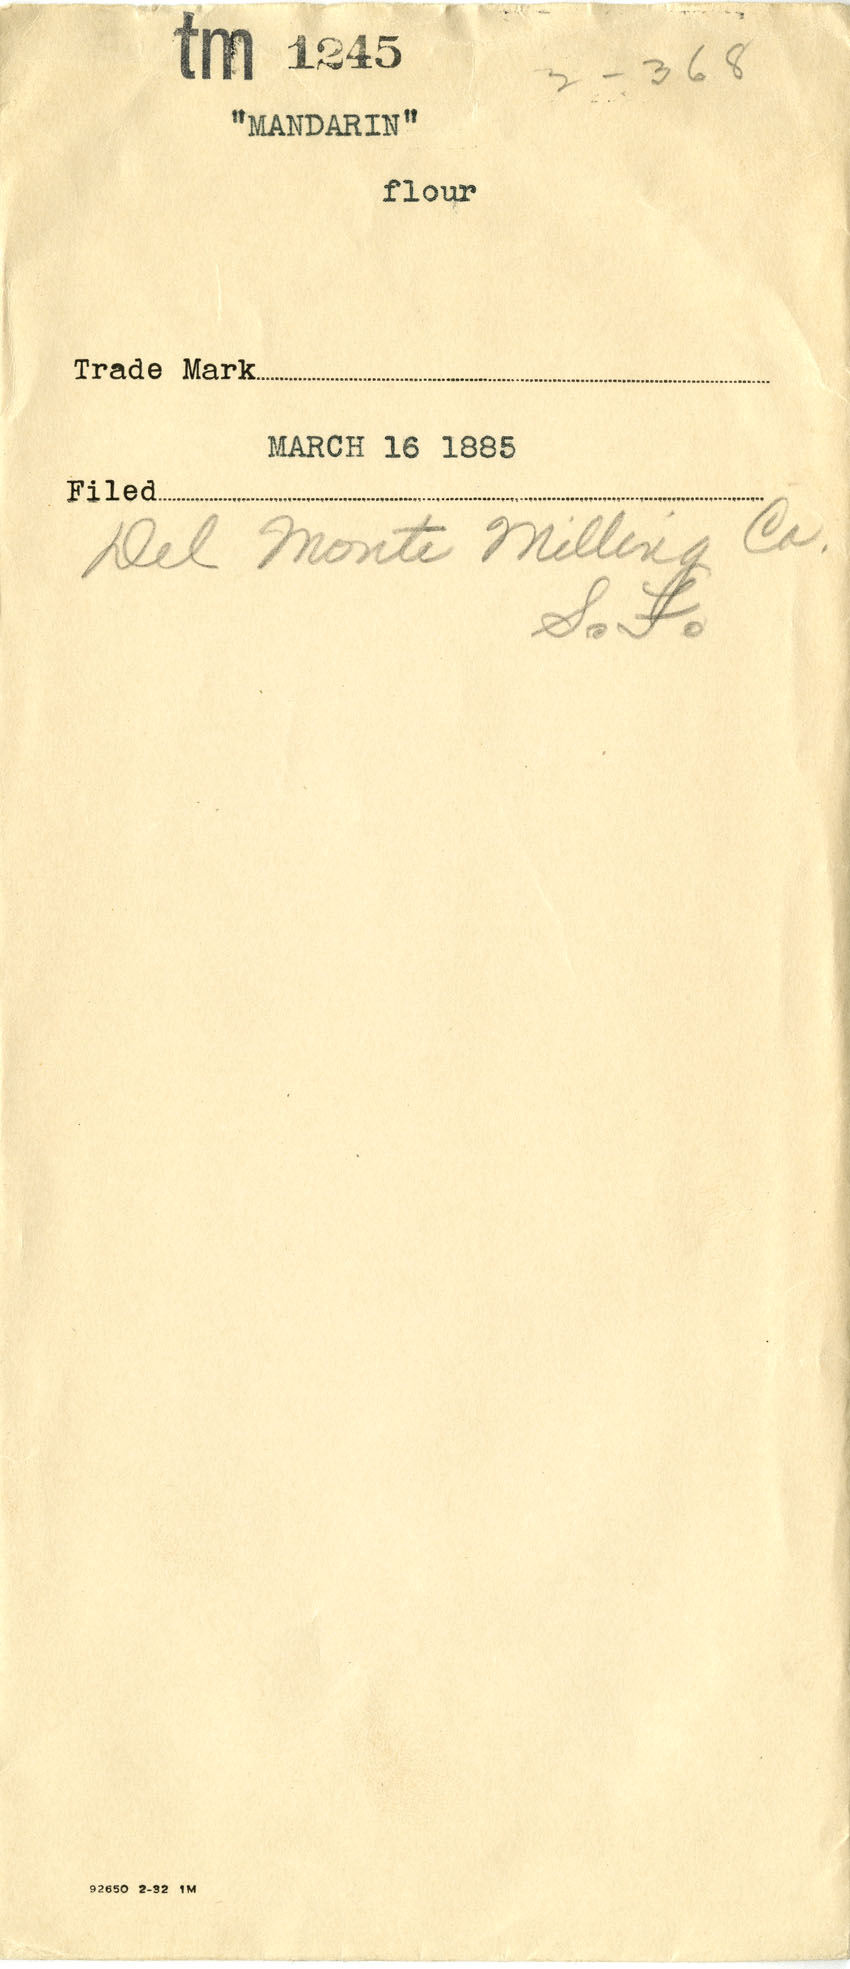 tm 1245
2-368
"MANDARIN"
flour
Trade Mark
MARCH 16 1885
Filed
Del Monte Milling Co.
S. F.
92650 2-32 1M